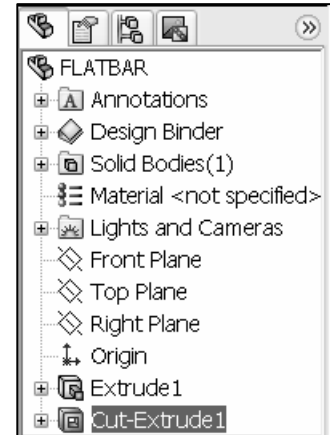 FLATBAR
Annotations
Design Binder
Solid Bodies(1)
Material <not specified>
Lights and Cameras
Front Plane
Top Plane
Right Plane
Origin
Extrude1
Cut-Extrude1